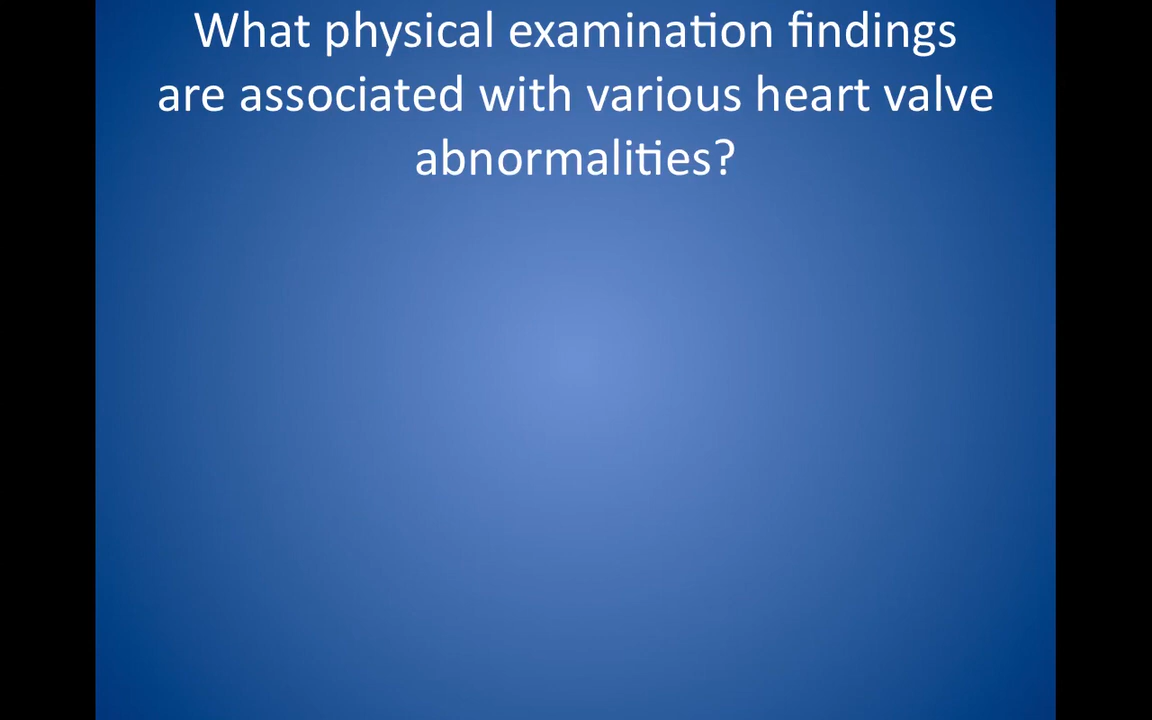 What physical examination findings
are associated with various heart valve
abnormalities?